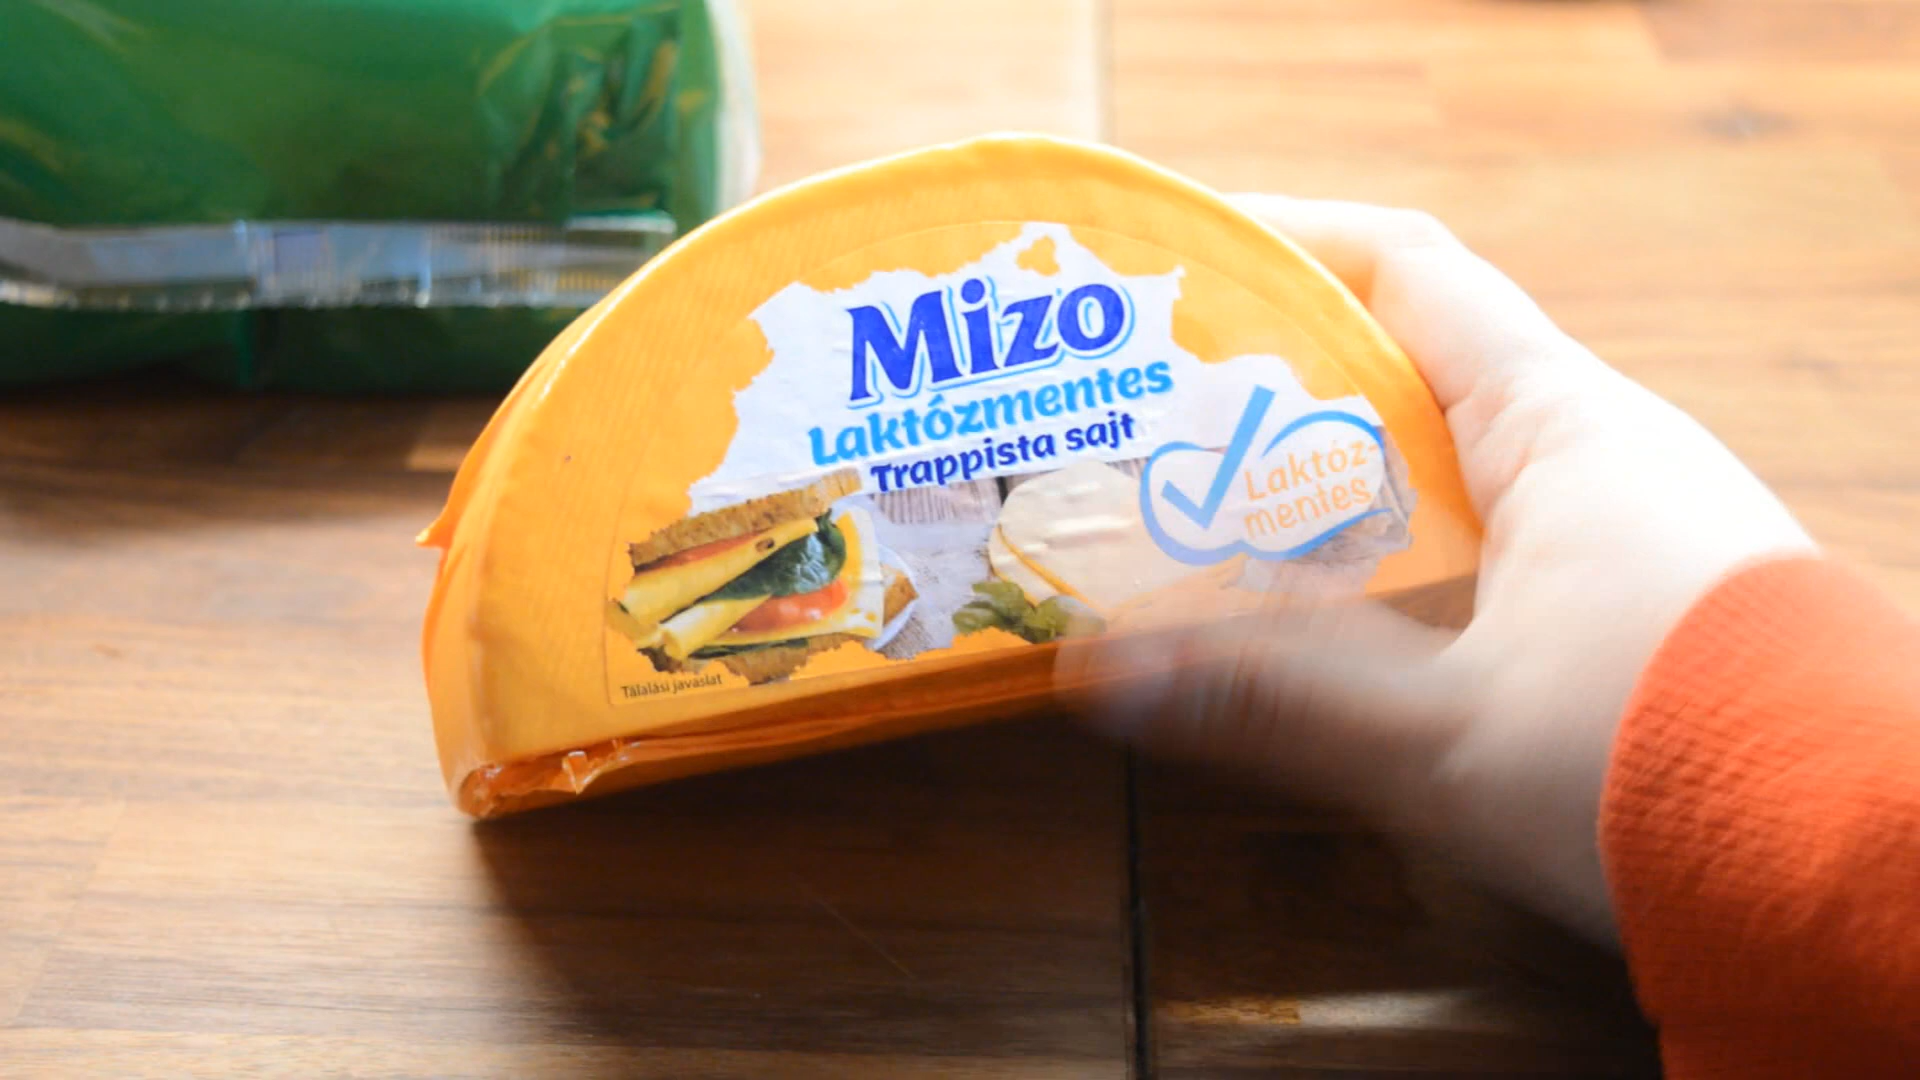 Mizo
Laktózmentes
Trappista sajt
Laktóz-
mentes
Tálalási javaslat